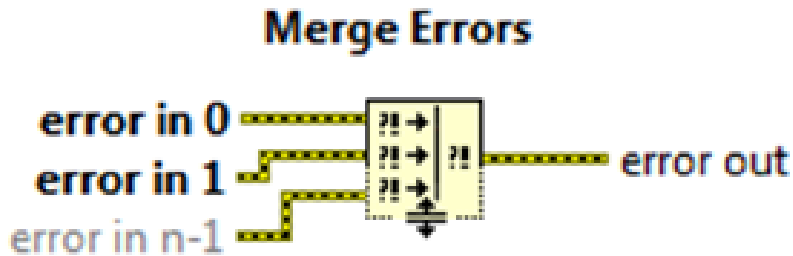 Merge Errors
error in 0
error in 1
error in n-1
error out